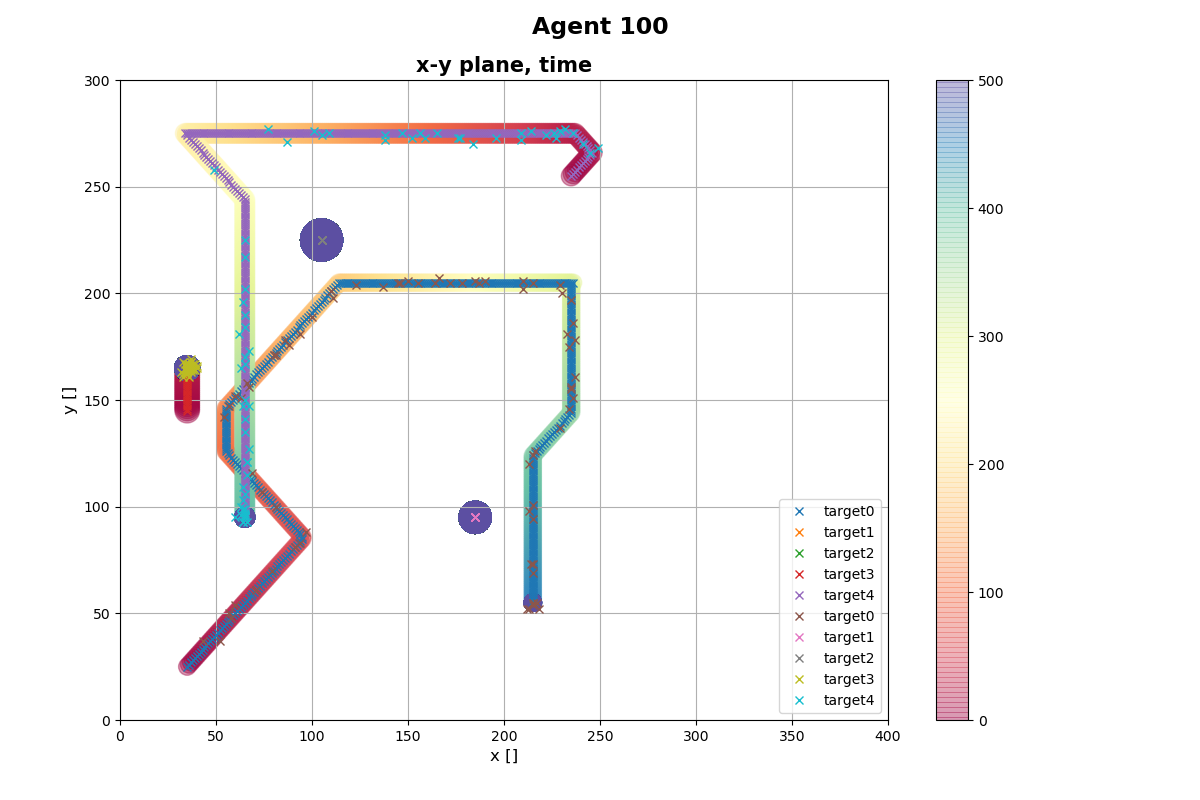 Agent 100
x-y plane, time
300
250
200
150
100
50
0
y []
0 50 100 150 200 250 300 350 400
x []
target0
target1
target2
target3
target4
target0
target1
target2
target3
target4
500
400
300
200
100
0